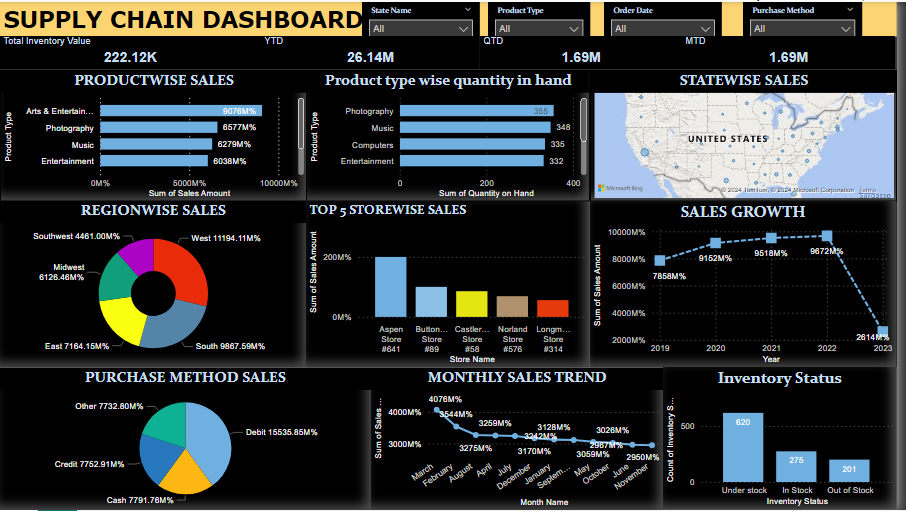 SUPPLY CHAIN DASHBOARD
State Name
All
Product Type
All
Order Date
All
Purchase Method
All
Total Inventory Value
222.12K
YTD
26.14M
QTD
1.69M
MTD
1.69M
PRODUCTWISE SALES
Product Type
Arts & Entertain... 9076M%
Photography 6577M%
Music 6279M%
Entertainment 6038M%
0M% 5000M% 10000M%
Sum of Sales Amount
Product type wise quantity in hand
Product Type
Photography 355
Music 348
Computers 335
Entertainment 332
0 200 400
Sum of Quantity on Hand
STATEWISE SALES
UNITED STATES
Microsoft Bing
© 2024 TomTom, © 2024 Microsoft Corporation Terms
REGIONWISE SALES
Southwest 4461.00M%
West 11194.11M%
Midwest
6126.46M%
East 7164.15M%
South 9867.59M%
TOP 5 STOREWISE SALES
Sum of Sales Amount
200M%
0M%
Aspen Store #641
Button... Store #89
Castler... Store #58
Norland Store #576
Longm... Store #314
Store Name
SALES GROWTH
Sum of Sales Amount
10000M%
8000M%
6000M%
4000M%
2000M%
7858M%
9152M%
9518M%
9672M%
2614M%
2019 2020 2021 2022 2023
Year
PURCHASE METHOD SALES
Other 7732.80M%
Debit 15535.85M%
Credit 7752.91M%
Cash 7791.76M%
MONTHLY SALES TREND
Sum of Sales ...
4000M%
3000M%
4076M%
3544M%
3275M%
3259M%
3170M%
3242M%
3128M%
3059M%
2967M%
3026M%
2950M%
March February August April July December January Septem... May October June November
Month Name
Inventory Status
Count of Inventory S...
500
0
620
275
201
Under stock In Stock Out of Stock
Inventory Status